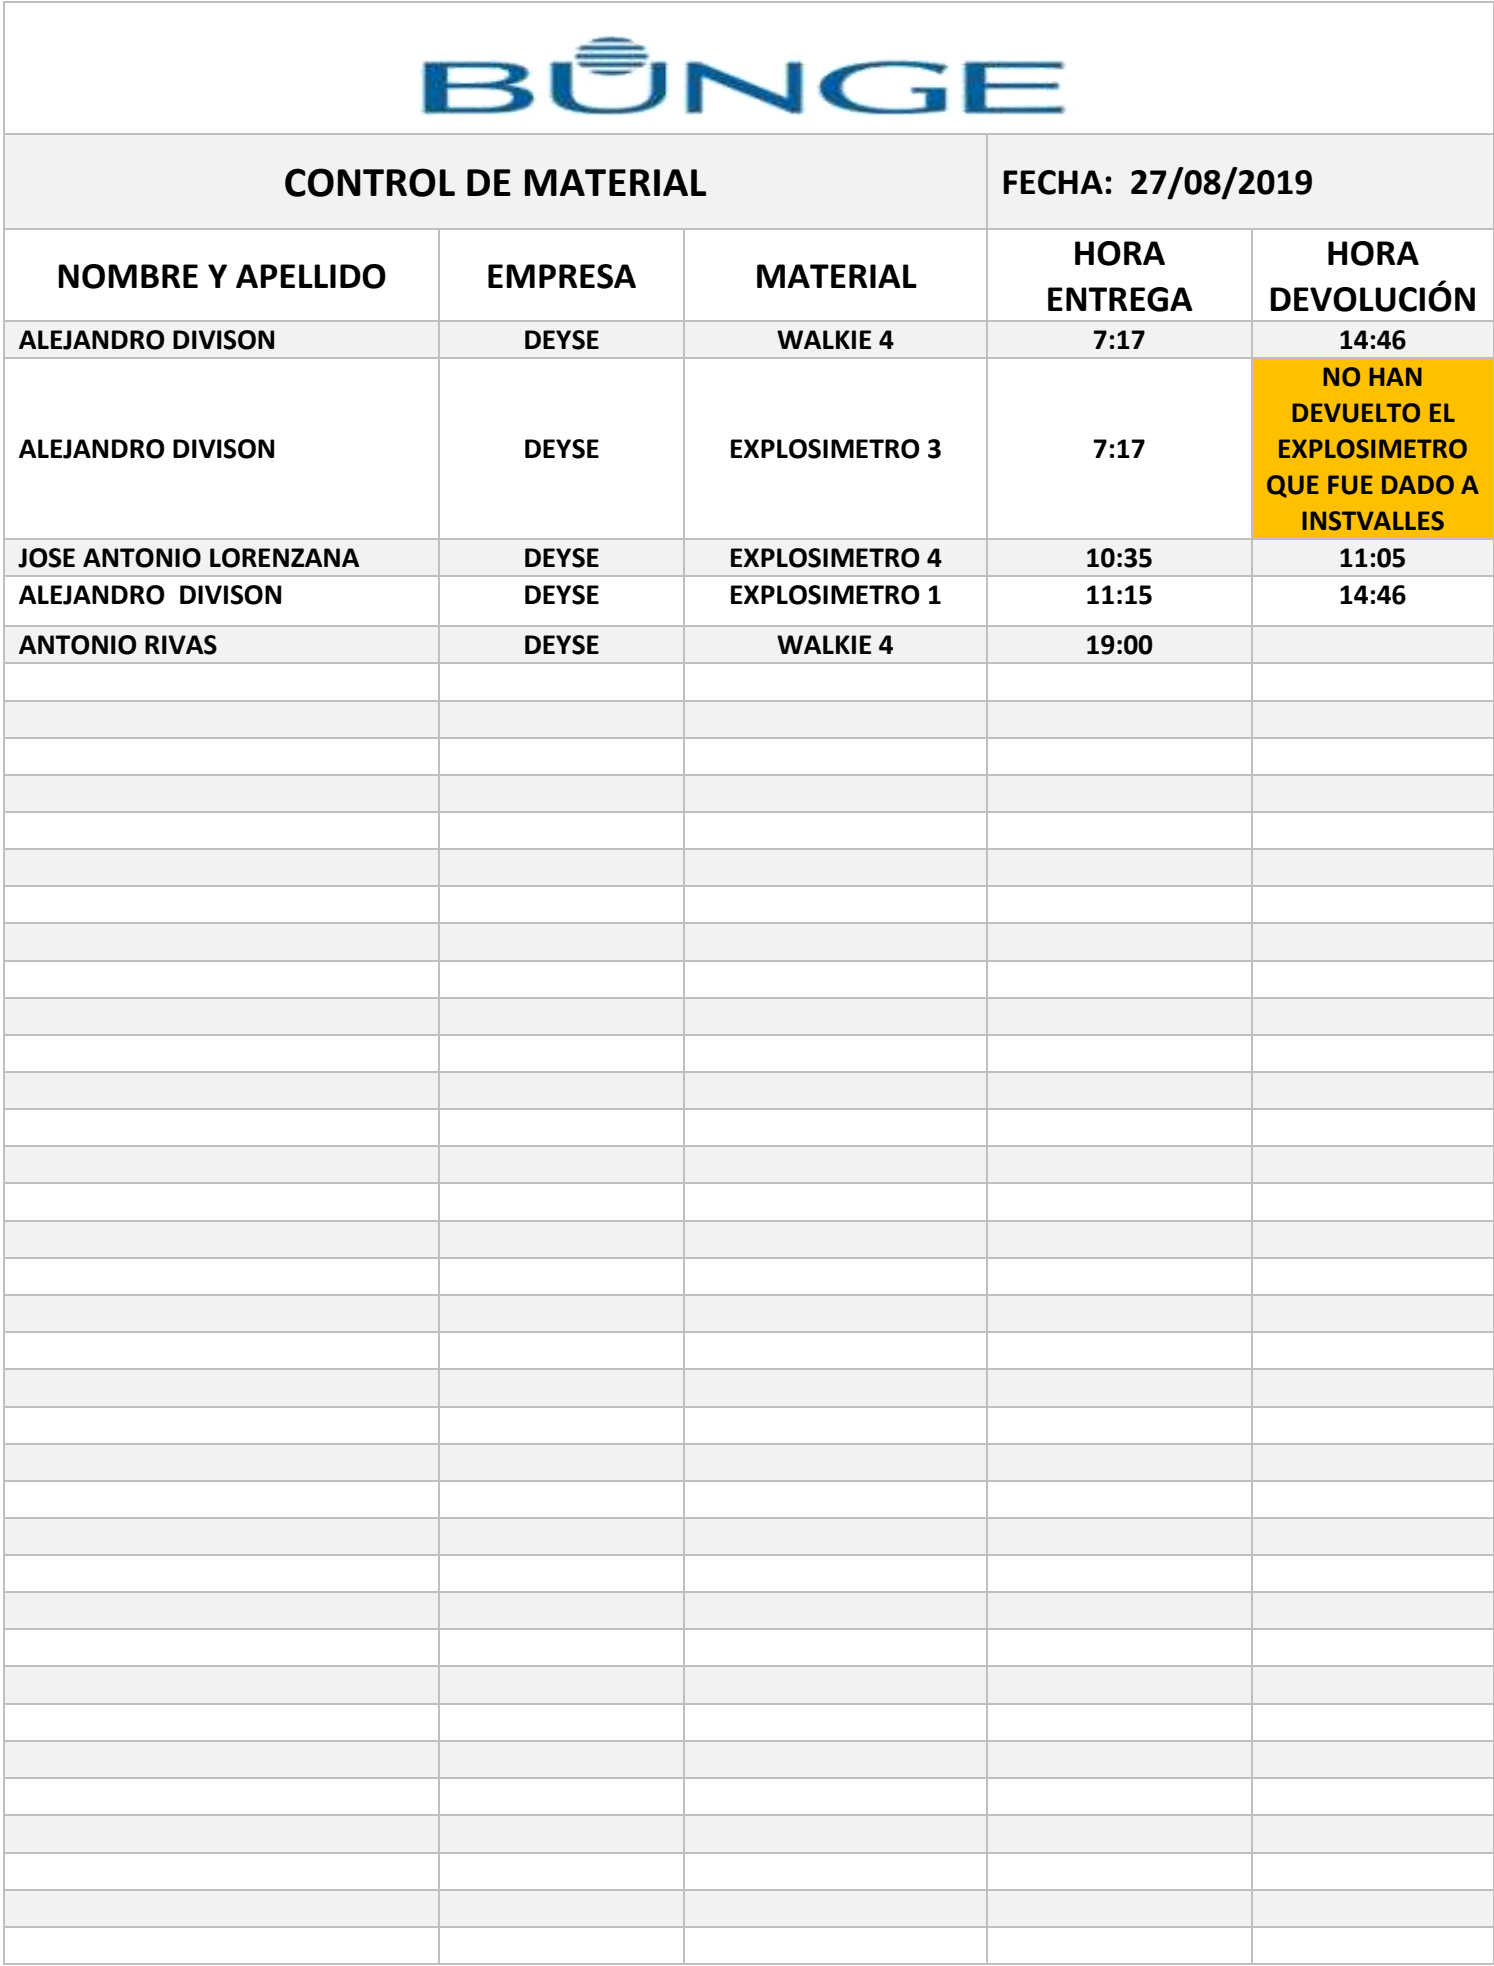 BUNGE
CONTROL DE MATERIAL
FECHA: 27/08/2019
NOMBRE Y APELLIDO
EMPRESA
MATERIAL
HORA
ENTREGA
HORA
DEVOLUCIÓN
ALEJANDRO DIVISON
DEYSE
WALKIE 4
7:17
14:46
ALEJANDRO DIVISON
DEYSE
EXPLOSIMETRO 3
7:17
NO HAN
DEVUELTO EL
EXPLOSIMETRO
QUE FUE DADO A
INSTVALLES
JOSE ANTONIO LORENZANA
DEYSE
EXPLOSIMETRO 4
10:35
11:05
ALEJANDRO  DIVISON
DEYSE
EXPLOSIMETRO 1
11:15
14:46
ANTONIO RIVAS
DEYSE
WALKIE 4
19:00